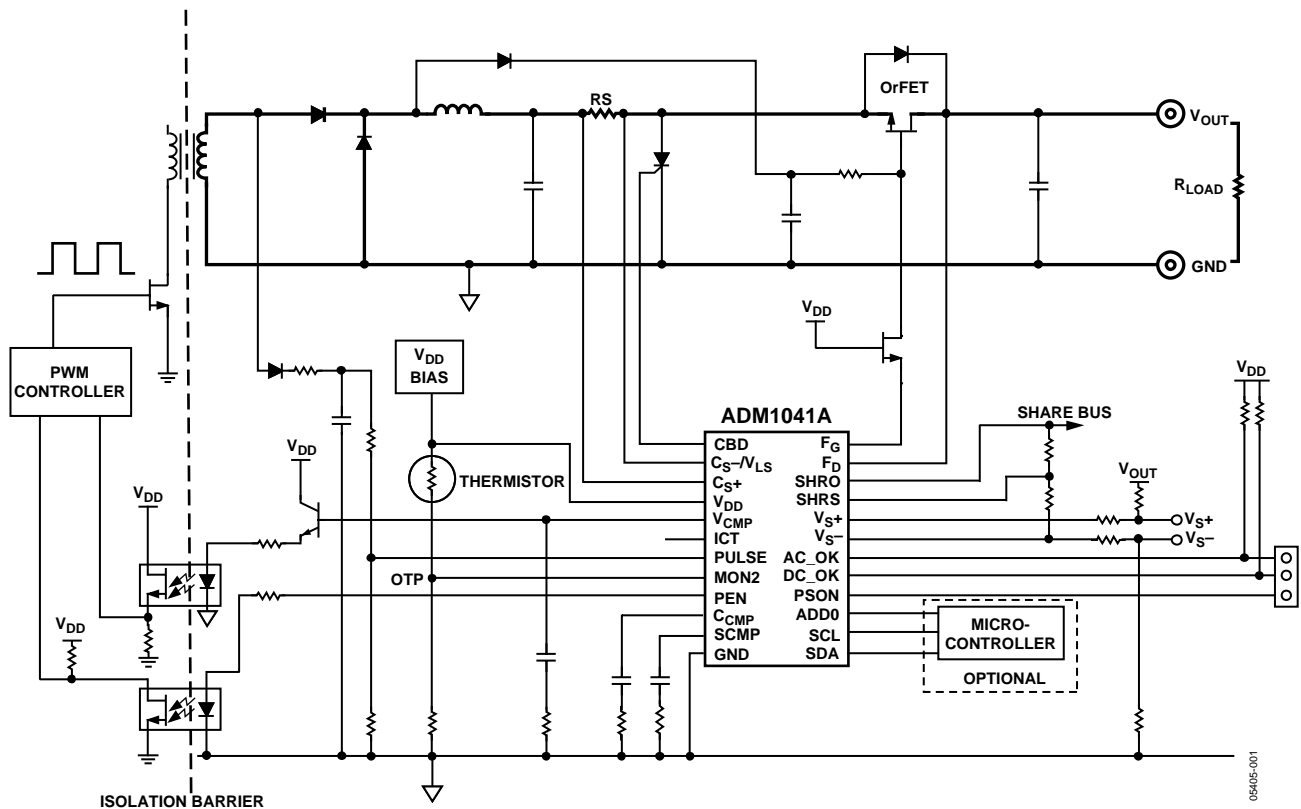 OrFET
RS
VOUT
RLOAD
GND
VDD
PWM
CONTROLLER
VDD
BIAS
VDD
ADM1041A
SHARE BUS
VDD
THERMISTOR
VOUT
VDD
CBD
CS–/VLS
CS+
VDD
VCMP
ICT
PULSE
MON2
PEN
CCMP
SCMP
GND
FG
FD
SHRO
SHRS
VS+
VS–
AC_OK
DC_OK
PSON
ADD0
SCL
SDA
VS+
VS–
OTP
VDD
MICRO-
CONTROLLER
OPTIONAL
ISOLATION BARRIER
05405-001